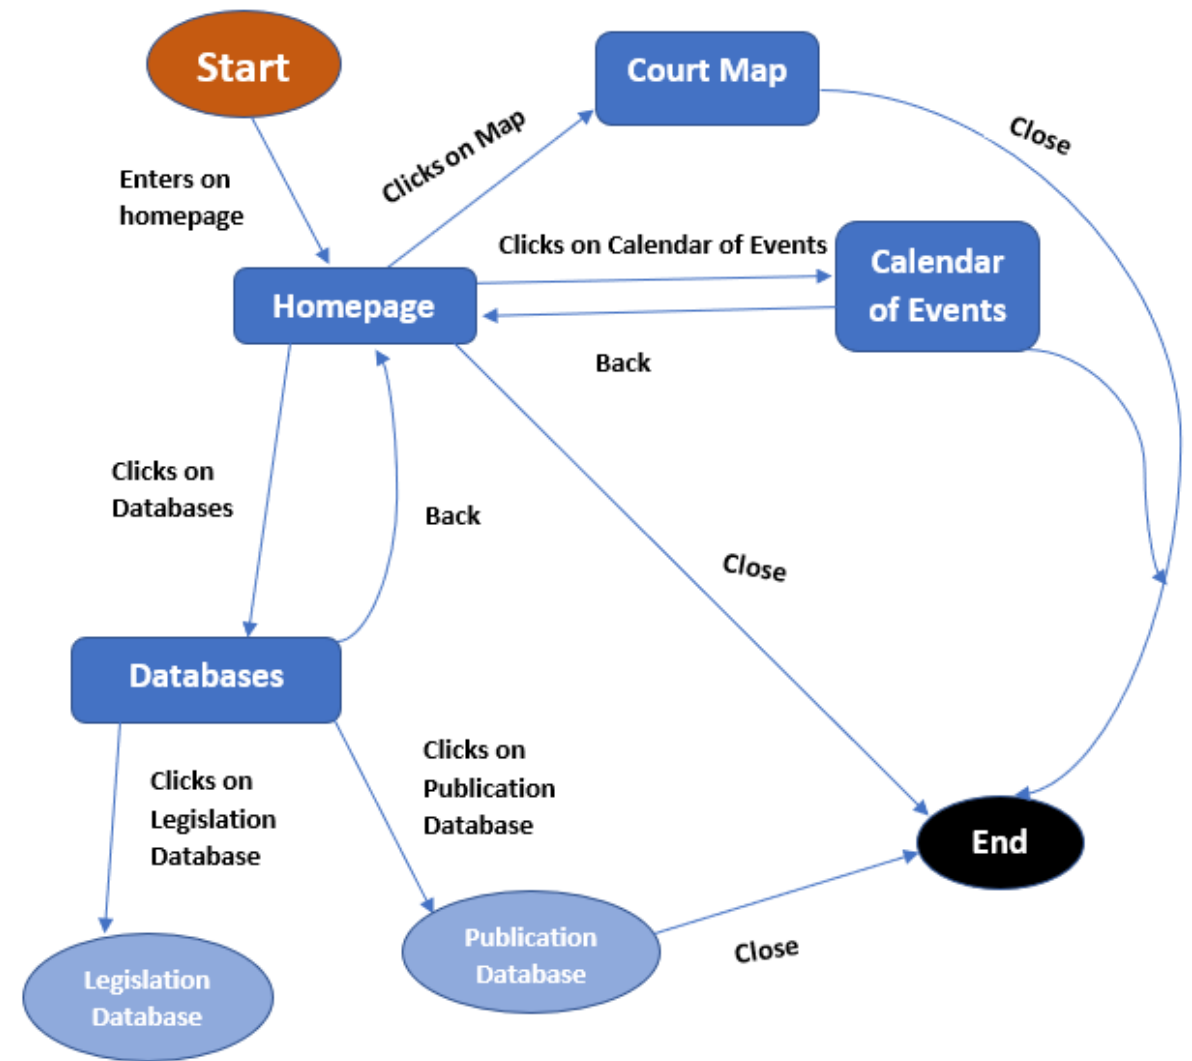 Start
Court Map
Clicks on Map
Close
Enters on
homepage
Clicks on Calendar of Events
Calendar
of Events
Homepage
Back
Clicks on
Databases
Back
Close
Databases
Clicks on
Legislation
Database
Clicks on
Publication
Database
End
Publication
Database
Close
Legislation
Database